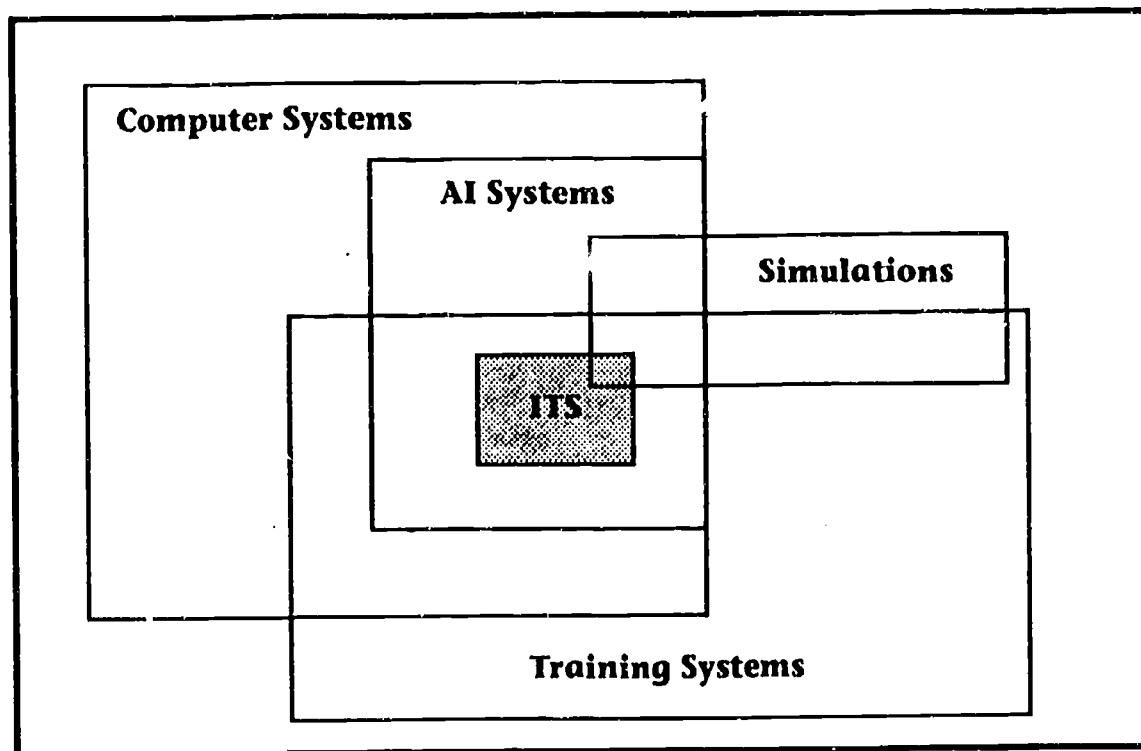 Computer Systems
AI Systems
Simulations
ITS
Training Systems